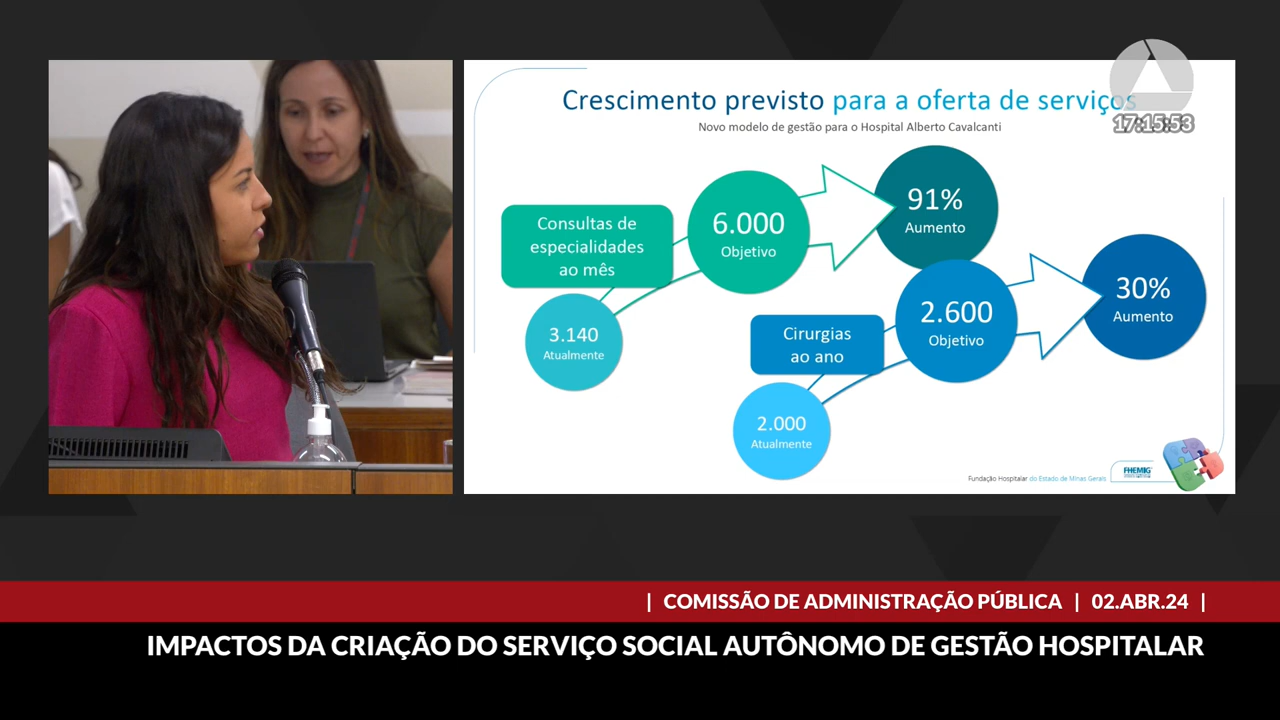 Crescimento previsto para a oferta de serviços
17:15:53
Novo modelo de gestão para o Hospital Alberto Cavalcanti
Consultas de
especialidades
ao mês
3.140
Atualmente
6.000
Objetivo
91%
Aumento
Cirurgias
ao ano
2.000
Atualmente
2.600
Objetivo
30%
Aumento
Fundação Hospitalar do Estado de Minas Gerais
FHEMIG
| COMISSÃO DE ADMINISTRAÇÃO PÚBLICA | 02.ABR.24 |
IMPACTOS DA CRIAÇÃO DO SERVIÇO SOCIAL AUTÔNOMO DE GESTÃO HOSPITALAR